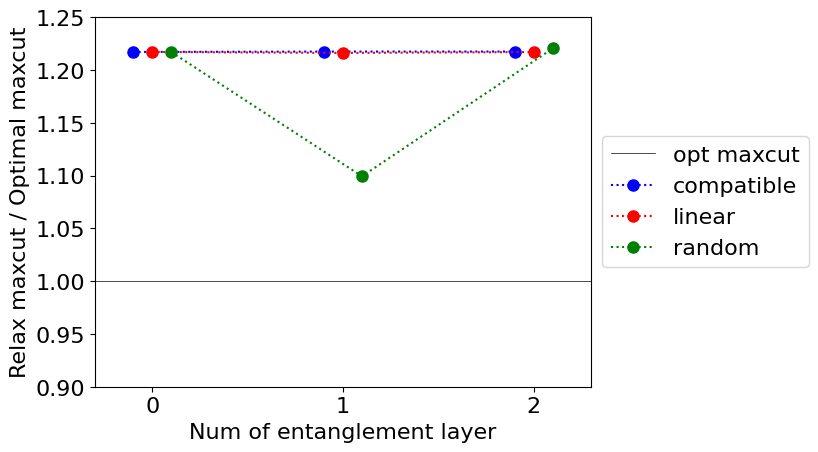 Relax maxcut / Optimal maxcut
1.25
1.20
1.15
1.10
1.05
1.00
0.95
0.90
0
1
2
Num of entanglement layer
opt maxcut
compatible
linear
random